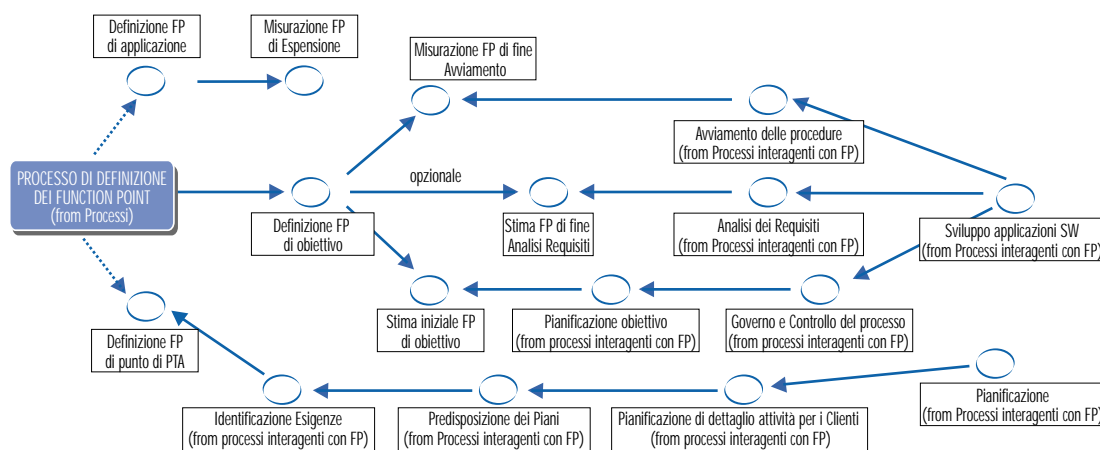 Definizione FP
di applicazione
Misurazione FP
di Espensione
Misurazione FP di fine
Avviamento
Avviamento delle procedure
(from Processi interagenti con FP)
PROCESSO DI DEFINIZIONE
DEI FUNCTION POINT
(from Processi)
opzionale
Definizione FP
di obiettivo
Stima FP di fine
Analisi Requisiti
Analisi dei Requisiti
(from Processi interagenti con FP)
Sviluppo applicazioni SW
(from Processi interagenti con FP)
Definizione FP
di punto di PTA
Stima iniziale FP
di obiettivo
Pianificazione obiettivo
(from processi interagenti con FP)
Governo e Controllo del processo
(from processi interagenti con FP)
Identificazione Esigenze
(from processi interagenti con FP)
Predisposizione dei Piani
(from Processi interagenti con FP)
Pianificazione di dettaglio attività per i Clienti
(from processi interagenti con FP)
Pianificazione
(from Processi interagenti con FP)